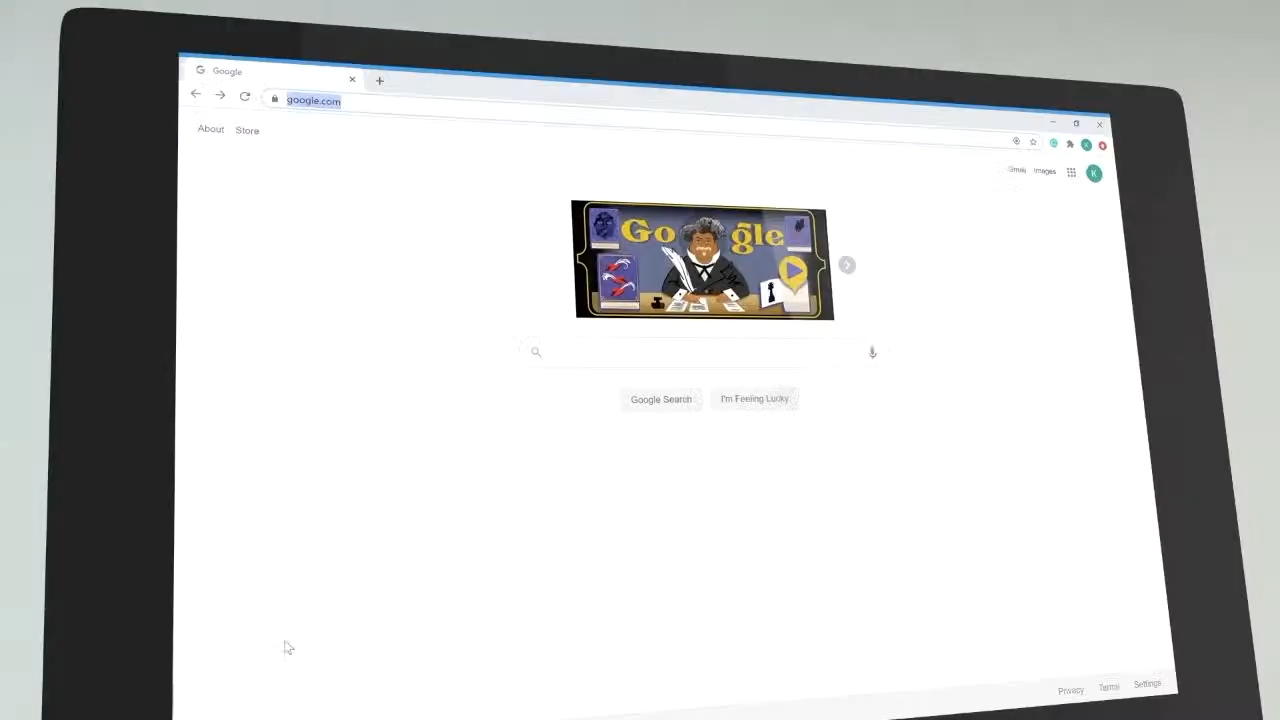 Google
google.com
About Store
Gmail Images
K
Google
Google Search I'm Feeling Lucky
Privacy Terms Settings